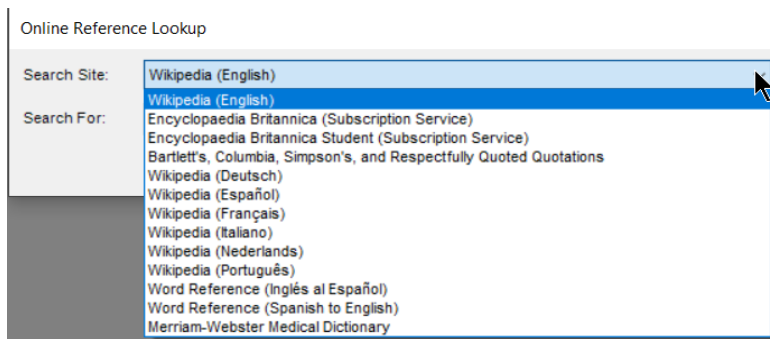 Online Reference Lookup
Search Site: Wikipedia (English)
Wikipedia (English)
Search For:
Encyclopaedia Britannica (Subscription Service)
Encyclopaedia Britannica Student (Subscription Service)
Bartlett's, Columbia, Simpson's, and Respectfully Quoted Quotations
Wikipedia (Deutsch)
Wikipedia (Español)
Wikipedia (Français)
Wikipedia (Italiano)
Wikipedia (Nederlands)
Wikipedia (Português)
Word Reference (Inglés al Español)
Word Reference (Spanish to English)
Merriam-Webster Medical Dictionary